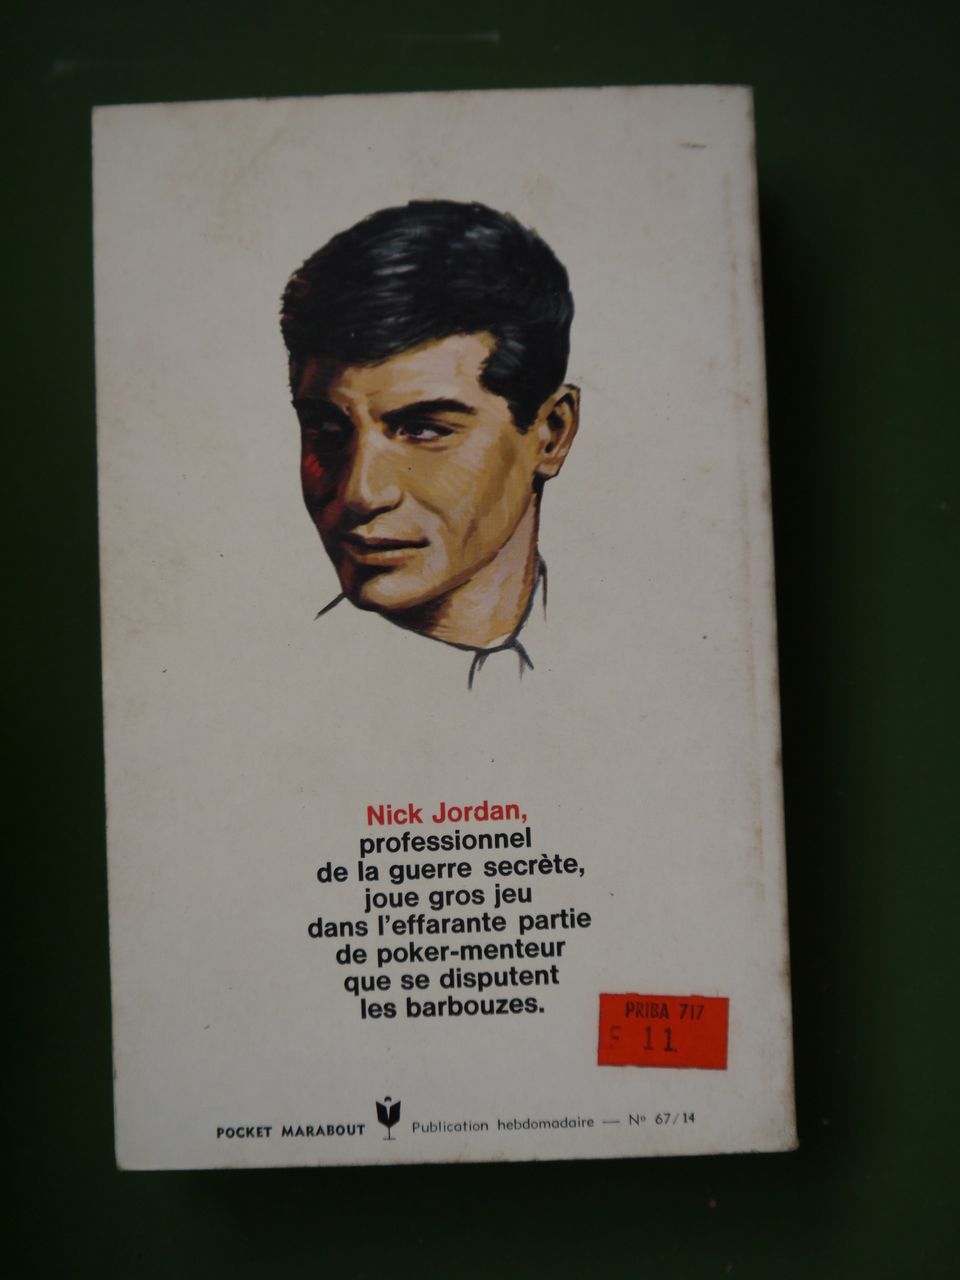 Nick Jordan,
professionnel
de la guerre secrète,
joue gros jeu
dans l'effarante partie
de poker-menteur
que se disputent
les barbouzes.
PRIBA 717
F 11.
POCKET MARABOUT Publication hebdomadaire — Nº 67/14